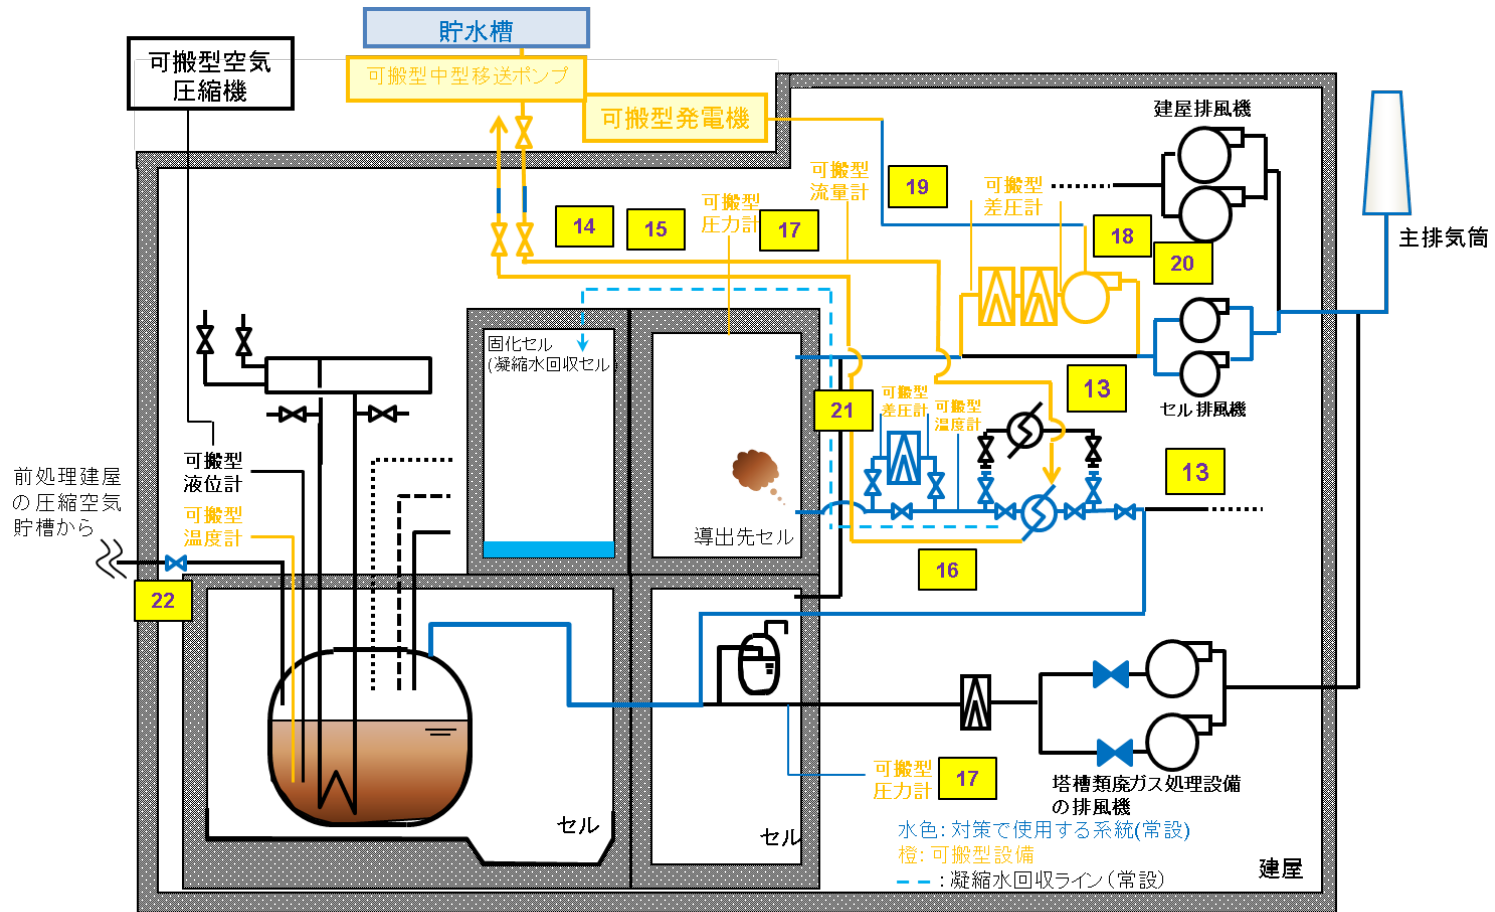 貯水槽
可搬型空気
圧縮機
可搬型中型移送ポンプ
可搬型発電機
建屋排風機
主排気筒
可搬型
流量計
19
可搬型
差圧計
可搬型
圧力計
14
15
17
18
20
固化セル
(凝縮水回収セル)
13
セル排風機
21
可搬型
差圧計
可搬型
温度計
可搬型
液位計
前処理建屋
の圧縮空気
貯槽から
可搬型
温度計
13
導出先セル
16
22
可搬型
圧力計
17
塔槽類廃ガス処理設備
の排風機
セル
セル
水色:対策で使用する系統(常設)
橙:可搬型設備
:凝縮水回収ライン(常設)
建屋